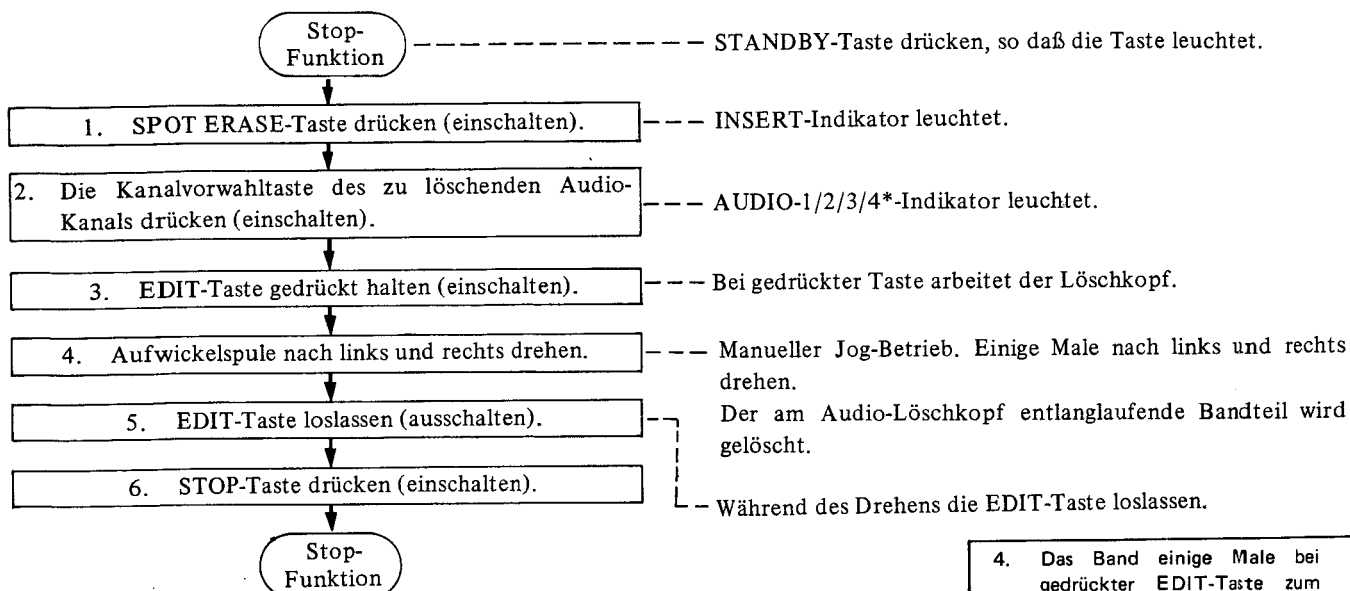 Stop-
Funktion
STANDBY-Taste drücken, so daß die Taste leuchtet.
1. SPOT ERASE-Taste drücken (einschalten).
INSERT-Indikator leuchtet.
2. Die Kanalvorwahltaste des zu löschenden Audio-
Kanals drücken (einschalten).
AUDIO-1/2/3/4*-Indikator leuchtet.
3. EDIT-Taste gedrückt halten (einschalten).
Bei gedrückter Taste arbeitet der Löschkopf.
4. Aufwickelspule nach links und rechts drehen.
Manueller Jog-Betrieb. Einige Male nach links und rechts
drehen.
Der am Audio-Löschkopf entlanglaufende Bandteil wird
gelöscht.
5. EDIT-Taste loslassen (ausschalten).
6. STOP-Taste drücken (einschalten).
Während des Drehens die EDIT-Taste loslassen.
Stop-
Funktion
4. Das Band einige Male bei
gedrückter EDIT-Taste zum